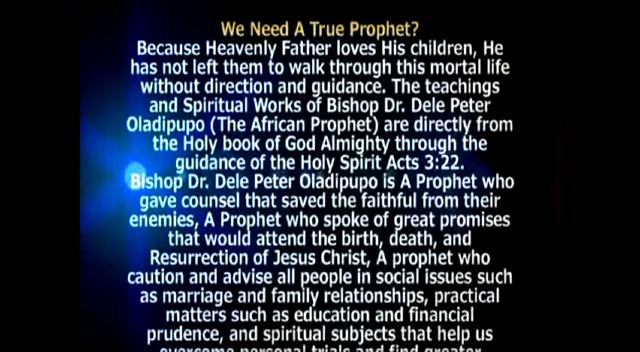 We Need A True Prophet?
Because Heavenly Father loves His children, He
has not left them to walk through this mortal life
without direction and guidance. The teachings
and Spiritual Works of Bishop Dr. Dele Peter
Oladipupo (The African Prophet) are directly from
the Holy book of God Almighty through the
guidance of the Holy Spirit Acts 3:22.
Bishop Dr. Dele Peter Oladipupo is A Prophet who
gave counsel that saved the faithful from their
enemies, A Prophet who spoke of great promises
that would attend the birth, death, and
Resurrection of Jesus Christ, A prophet who
caution and advise all people in social issues such
as marriage and family relationships, practical
matters such as education and financial
prudence, and spiritual subjects that help us
overcome personal trials and find greater